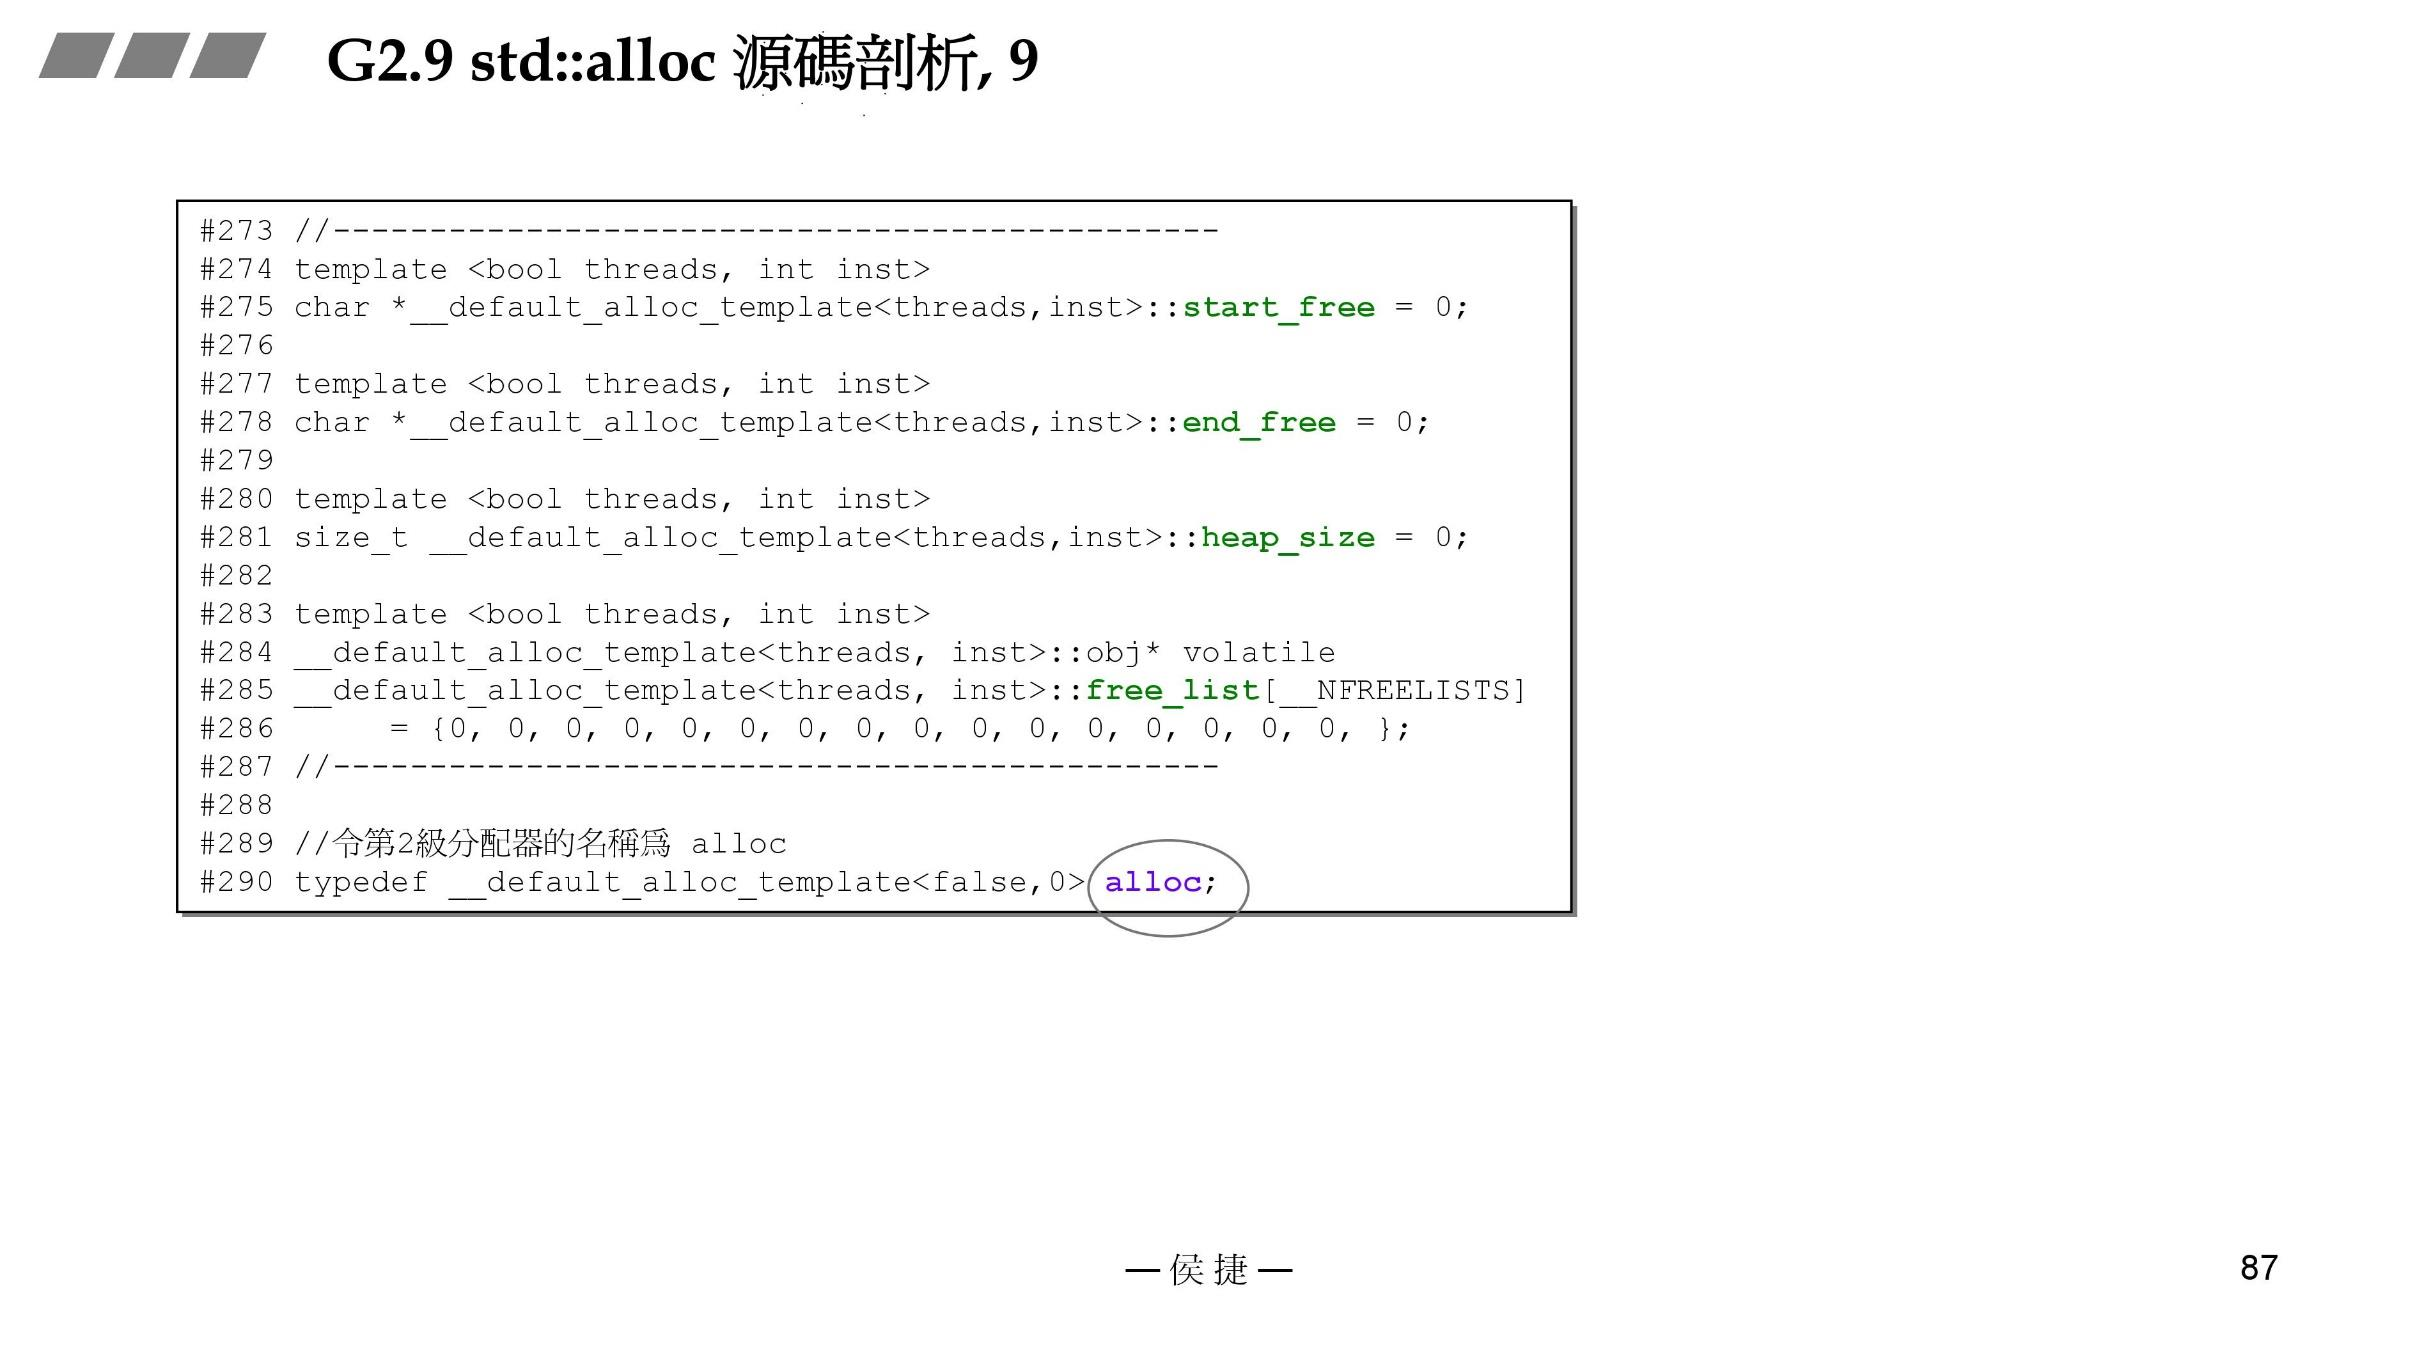 G2.9 std::alloc 源碼剖析, 9
#273 //----------------------------------------------
#274 template <bool threads, int inst>
#275 char *__default_alloc_template<threads,inst>::start_free = 0;
#276
#277 template <bool threads, int inst>
#278 char *__default_alloc_template<threads,inst>::end_free = 0;
#279
#280 template <bool threads, int inst>
#281 size_t __default_alloc_template<threads,inst>::heap_size = 0;
#282
#283 template <bool threads, int inst>
#284 __default_alloc_template<threads, inst>::obj* volatile
#285 __default_alloc_template<threads, inst>::free_list[__NFREELISTS]
#286      = {0, 0, 0, 0, 0, 0, 0, 0, 0, 0, 0, 0, 0, 0, 0, 0, };
#287 //----------------------------------------------
#288
#289 //令第2級分配器的名稱為 alloc
#290 typedef __default_alloc_template<false,0> alloc;
— 侯 捷 —
87